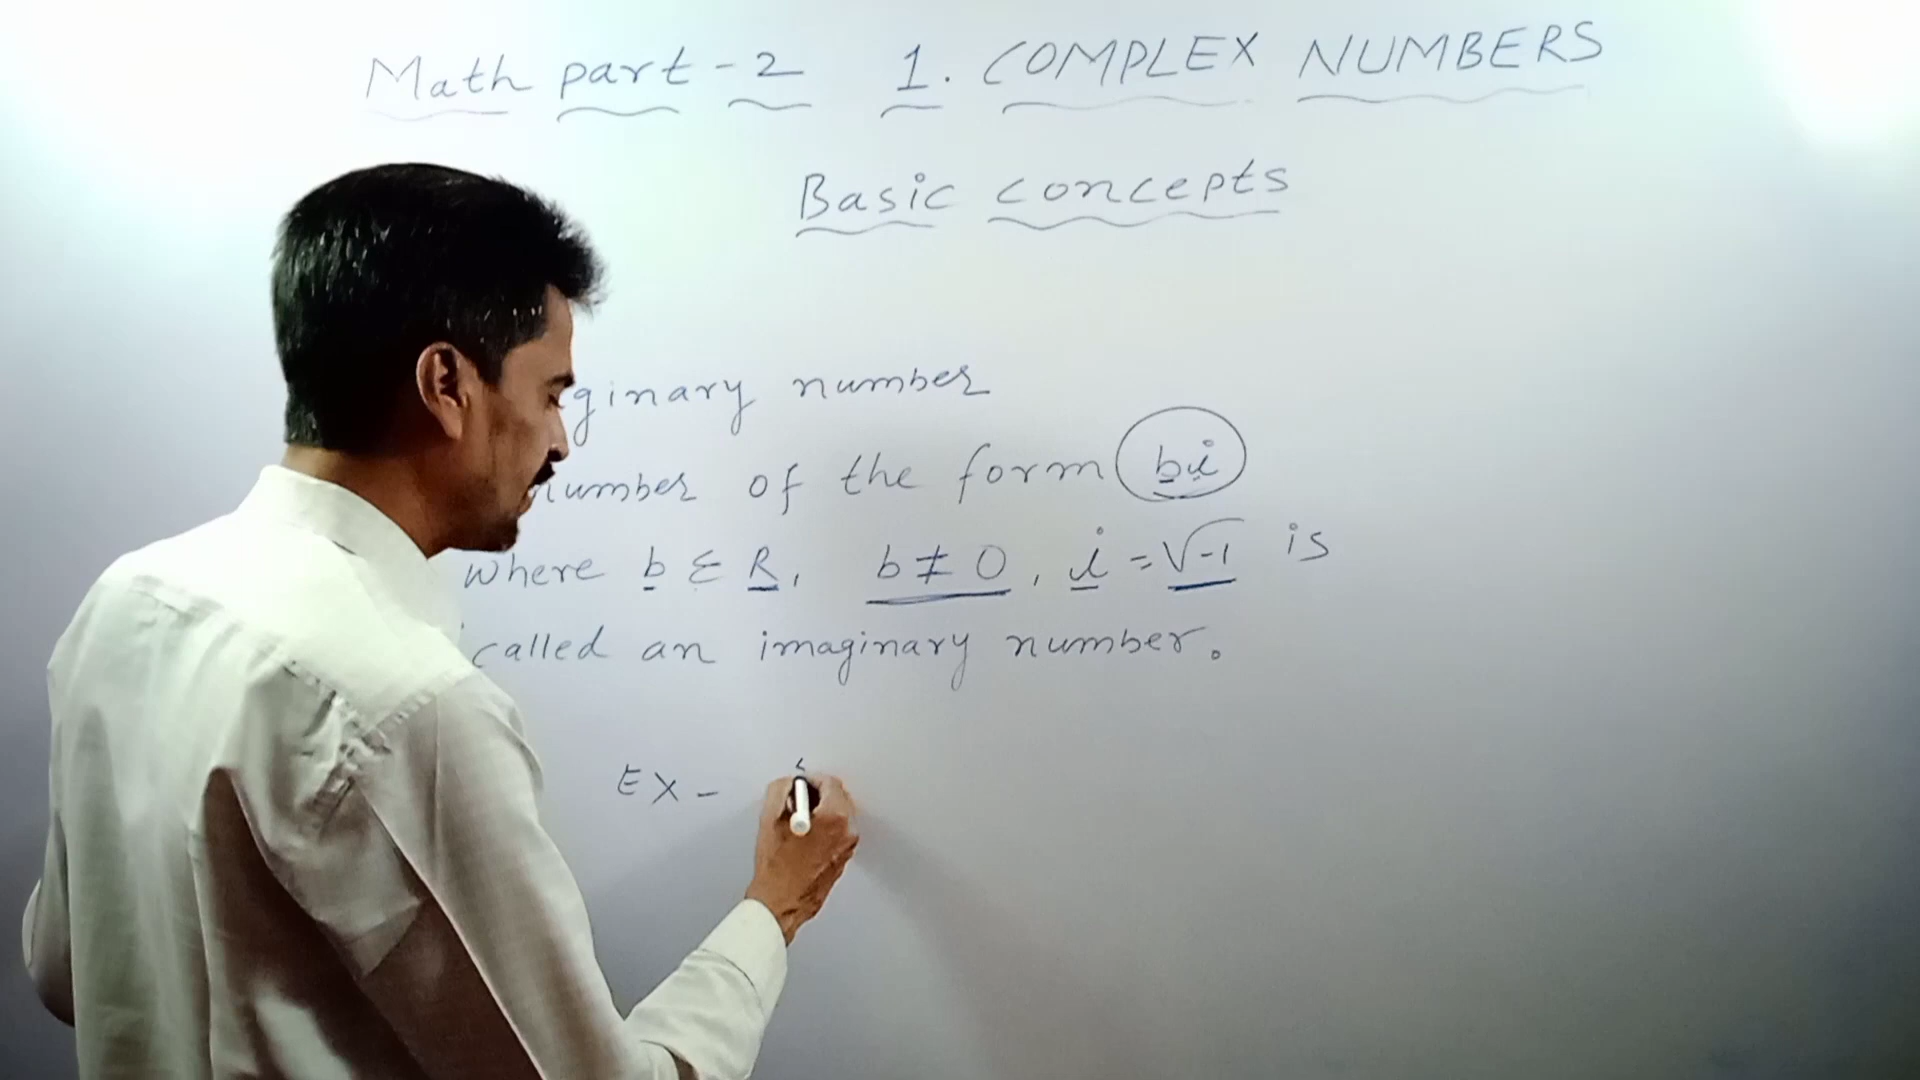 Math part-2 1. COMPLEX NUMBERS
Basic concepts
ginary number
number of the form bi
where b ∈ R, b ≠ 0, i = √-1 is
called an imaginary number.
EX -